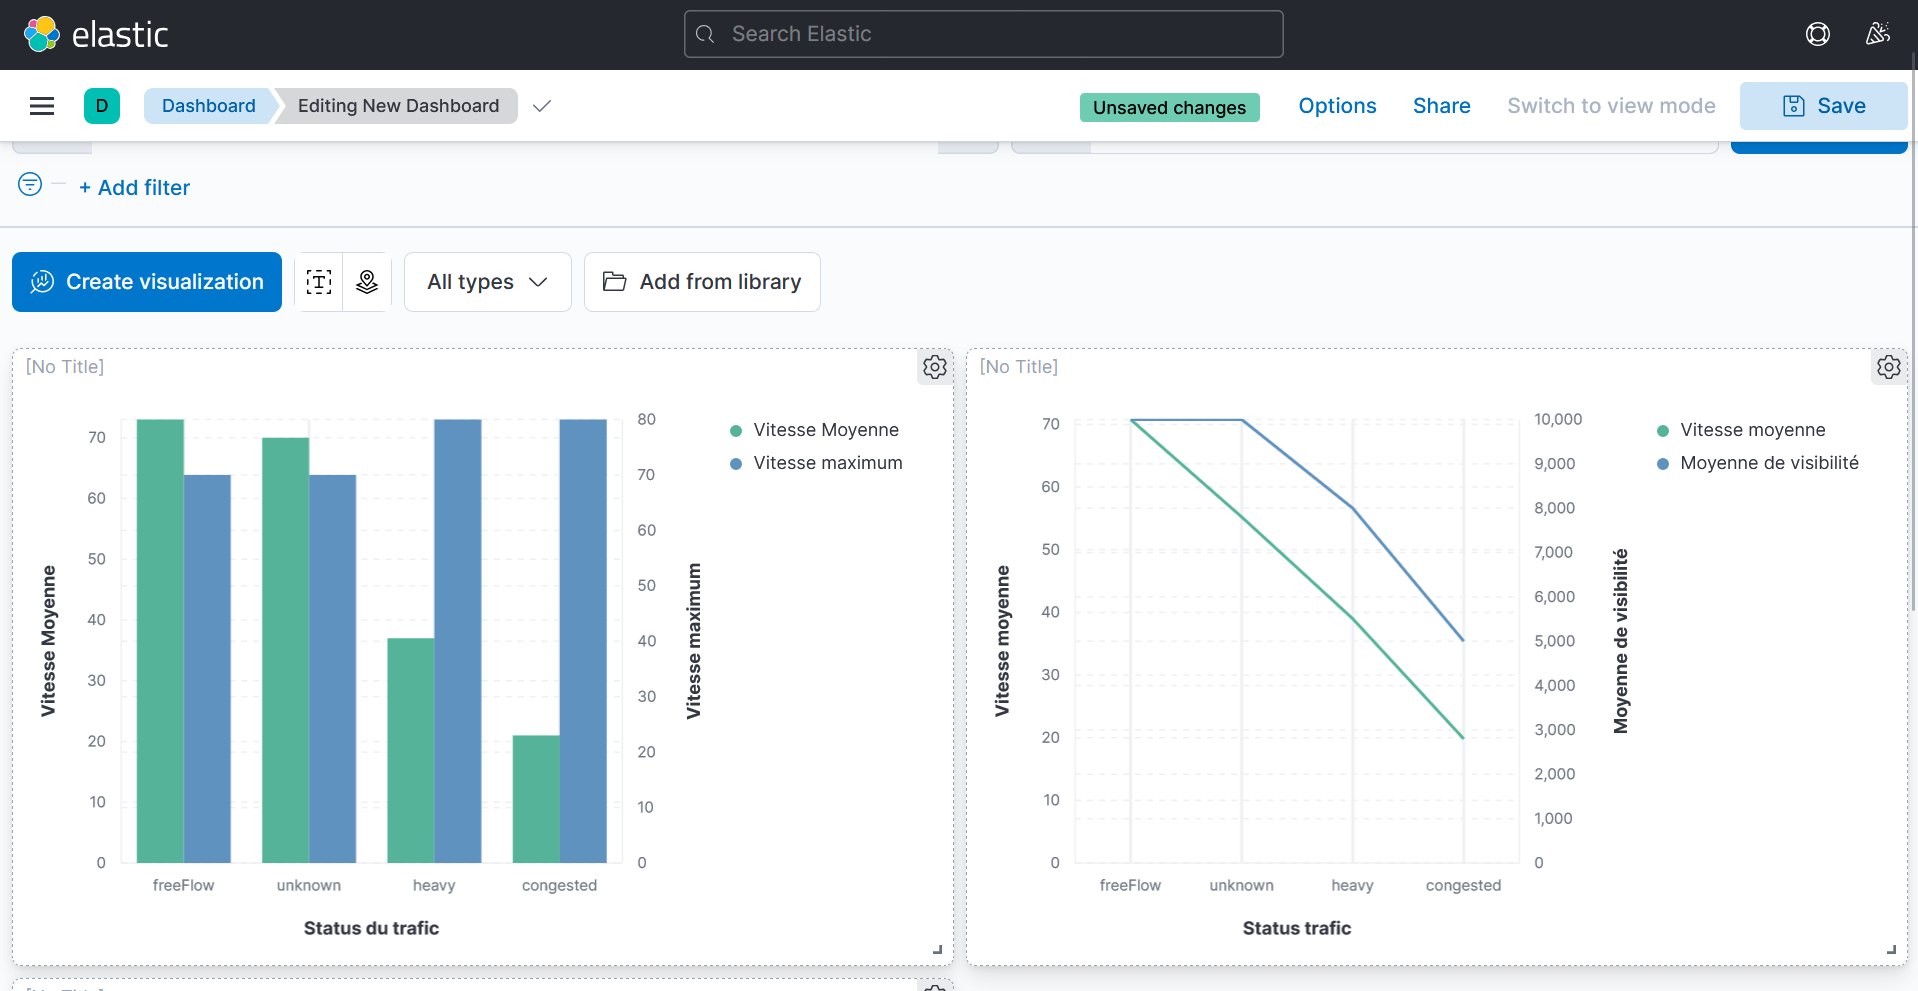 elastic
Search Elastic
D
Dashboard
Editing New Dashboard
Unsaved changes
Options
Share
Switch to view mode
Save
+ Add filter
Create visualization
T
All types
Add from library
[No Title]
Vitesse Moyenne
70
60
50
40
30
20
10
0
80
70
60
50
40
30
20
10
0
Vitesse maximum
Vitesse Moyenne
Vitesse maximum
freeFlow
unknown
heavy
congested
Status du trafic
[No Title]
Vitesse moyenne
70
60
50
40
30
20
10
0
10,000
9,000
8,000
7,000
6,000
5,000
4,000
3,000
2,000
1,000
0
Moyenne de visibilité
Vitesse moyenne
Moyenne de visibilité
freeFlow
unknown
heavy
congested
Status trafic
[No Title]